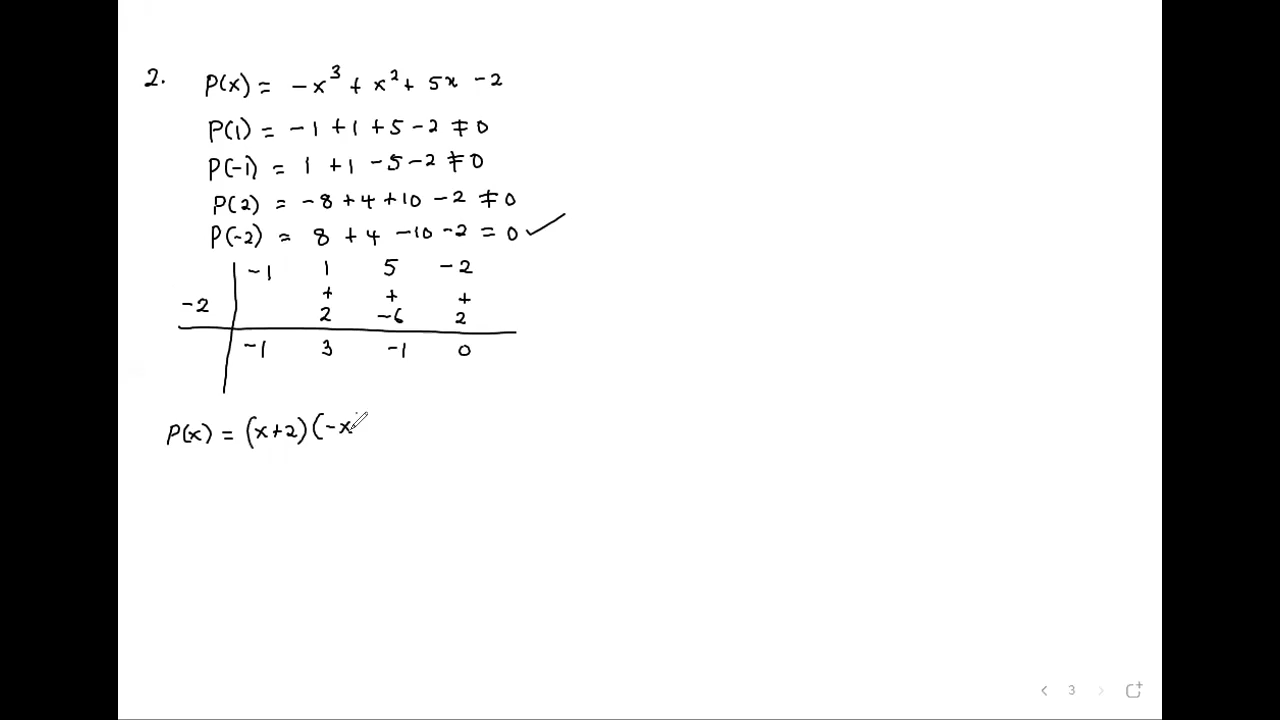 2. P(x) = -x³ + x² + 5x - 2
P(1) = -1 + 1 + 5 - 2 ≠ 0
P(-1) = 1 + 1 - 5 - 2 ≠ 0
P(2) = -8 + 4 + 10 - 2 ≠ 0
P(-2) = 8 + 4 - 10 - 2 = 0 ✓
-1 1 5 -2
+ + +
-2 2 -6 2
-1 3 -1 0
P(x) = (x+2)(-x
< 3 >